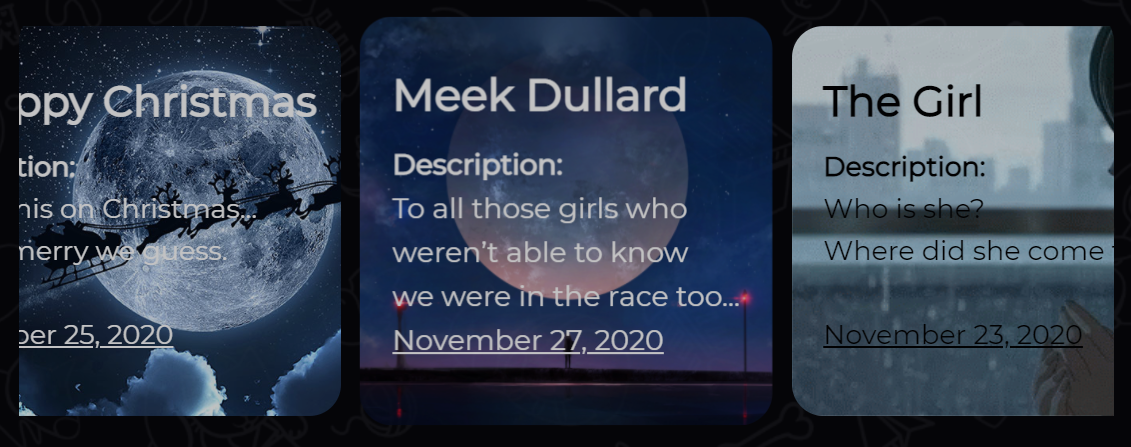 ppy Christmas
tion:
his on Christmas...
merry we guess.
ber 25, 2020
Meek Dullard
Description:
To all those girls who
weren't able to know
we were in the race too...
November 27, 2020
The Girl
Description:
Who is she?
Where did she come
November 23, 2020